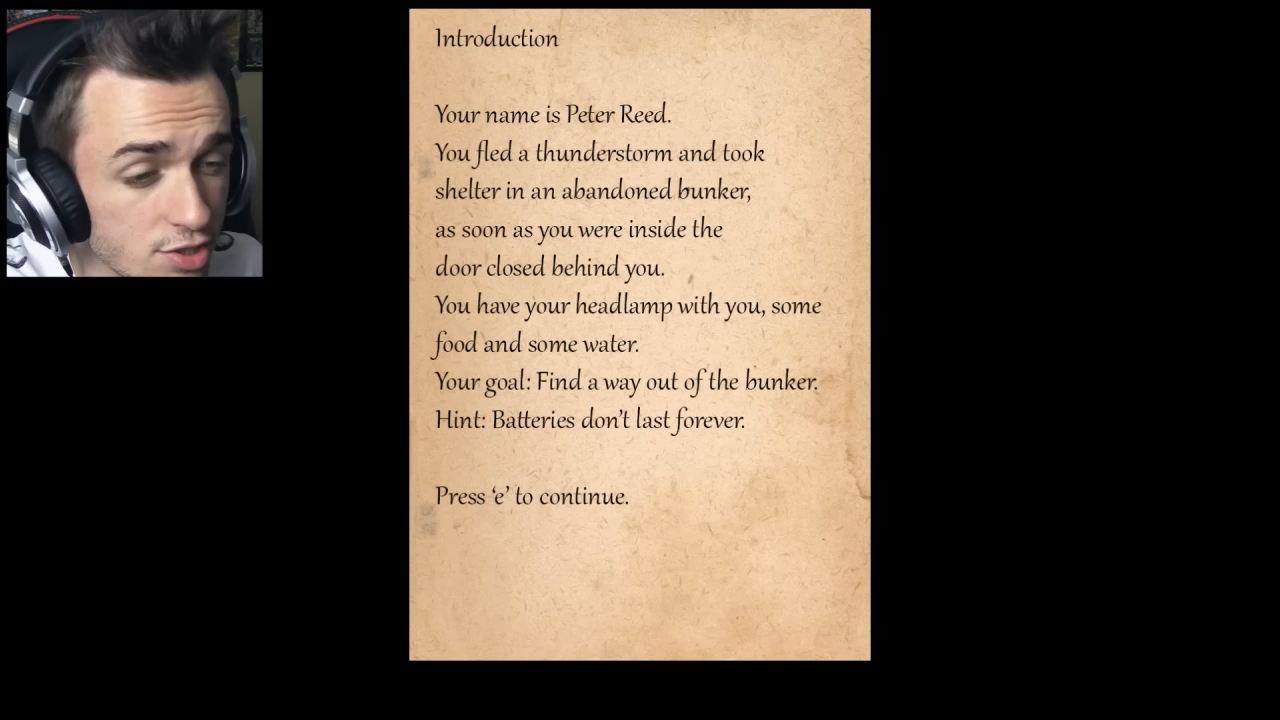 Introduction
Your name is Peter Reed.
You fled a thunderstorm and took
shelter in an abandoned bunker,
as soon as you were inside the
door closed behind you.
You have your headlamp with you, some
food and some water.
Your goal: Find a way out of the bunker.
Hint: Batteries don't last forever.
Press ‘e’ to continue.